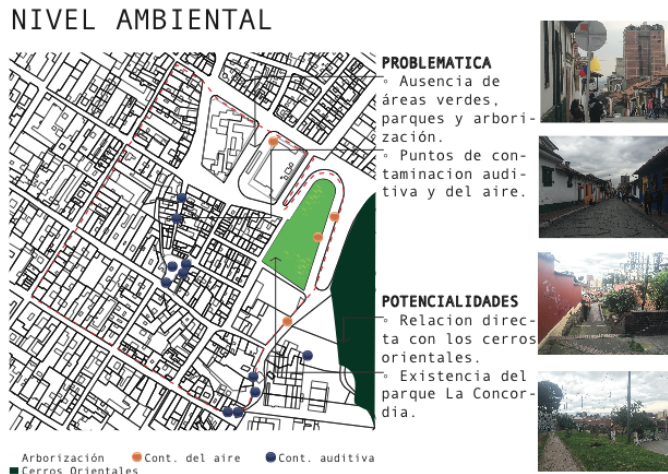 NIVEL AMBIENTAL
PROBLEMATICA
◦ Ausencia de
áreas verdes,
parques y arbori-
zación.
◦ Puntos de con-
taminacion audi-
tiva y del aire.
POTENCIALIDADES
◦ Relacion direc-
ta con los cerros
orientales.
◦ Existencia del
parque La Concor-
dia.
Arborización Cont. del aire Cont. auditiva
Cerros Orientales